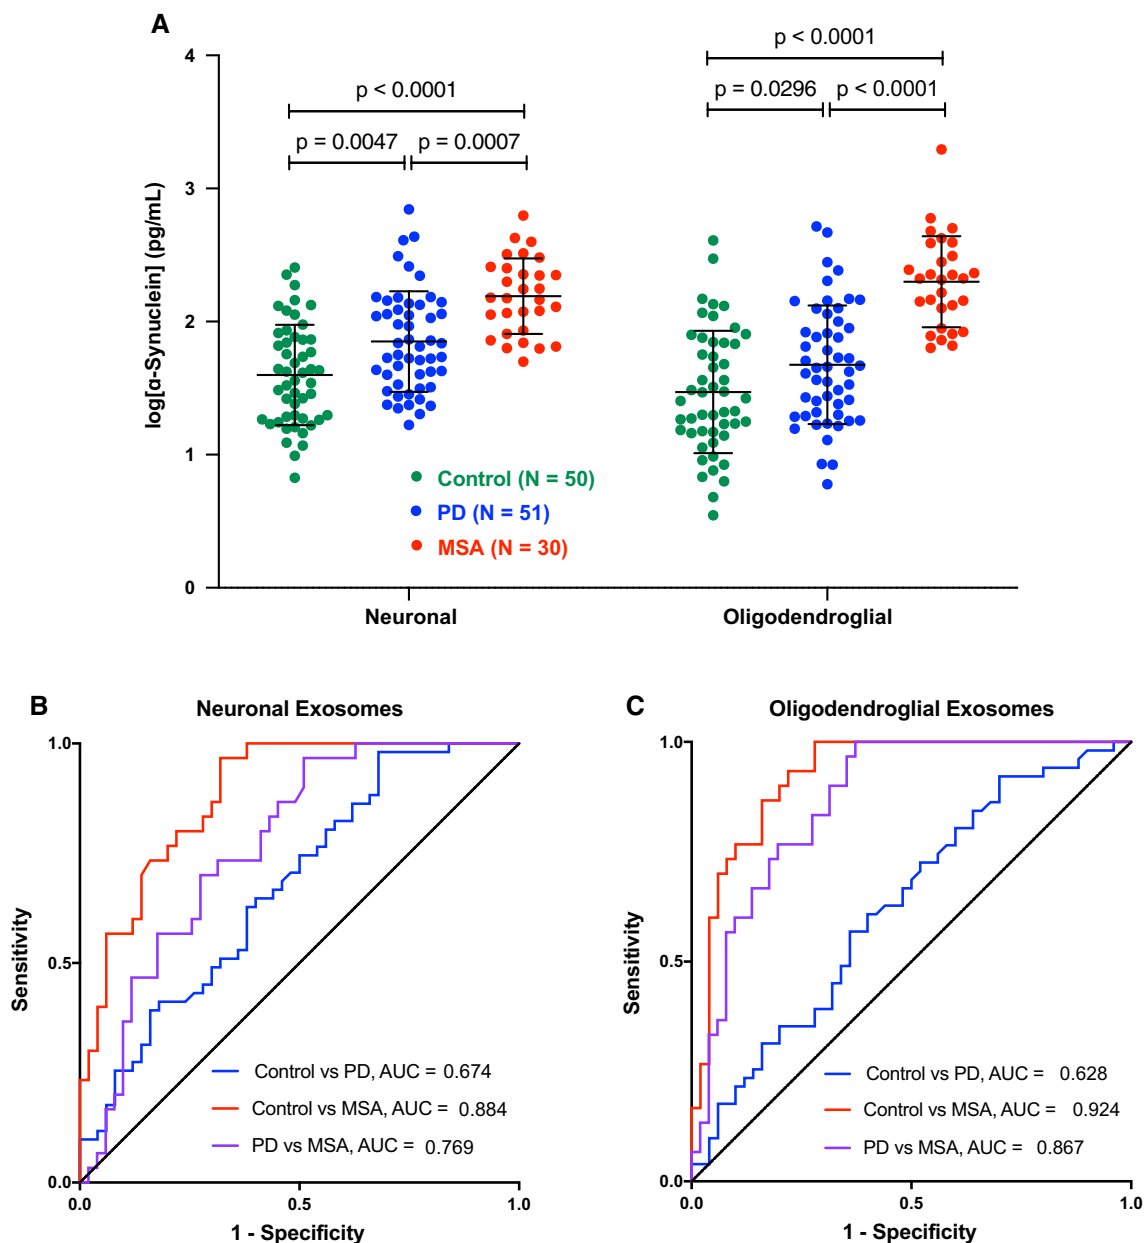 A
4
3
2
1
0
log[α-Synuclein] (pg/mL)
p < 0.0001
p = 0.0047
p = 0.0007
p < 0.0001
p = 0.0296
p < 0.0001
Control (N = 50)
PD (N = 51)
MSA (N = 30)
Neuronal
Oligodendroglial
B
Neuronal Exosomes
1.0
0.5
0.0
Sensitivity
Control vs PD, AUC = 0.674
Control vs MSA, AUC = 0.884
PD vs MSA, AUC = 0.769
0.0
0.5
1.0
1 - Specificity
C
Oligodendroglial Exosomes
1.0
0.5
0.0
Sensitivity
Control vs PD, AUC = 0.628
Control vs MSA, AUC = 0.924
PD vs MSA, AUC = 0.867
0.0
0.5
1.0
1 - Specificity